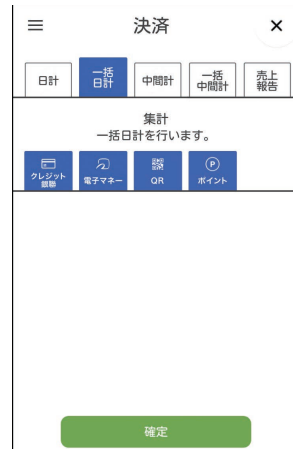 決済
日計
一括
日計
中間計
一括
中間計
売上
報告
集計
一括日計を行います。
クレジット
銀聯
電子マネー
QR
P
ポイント
確定